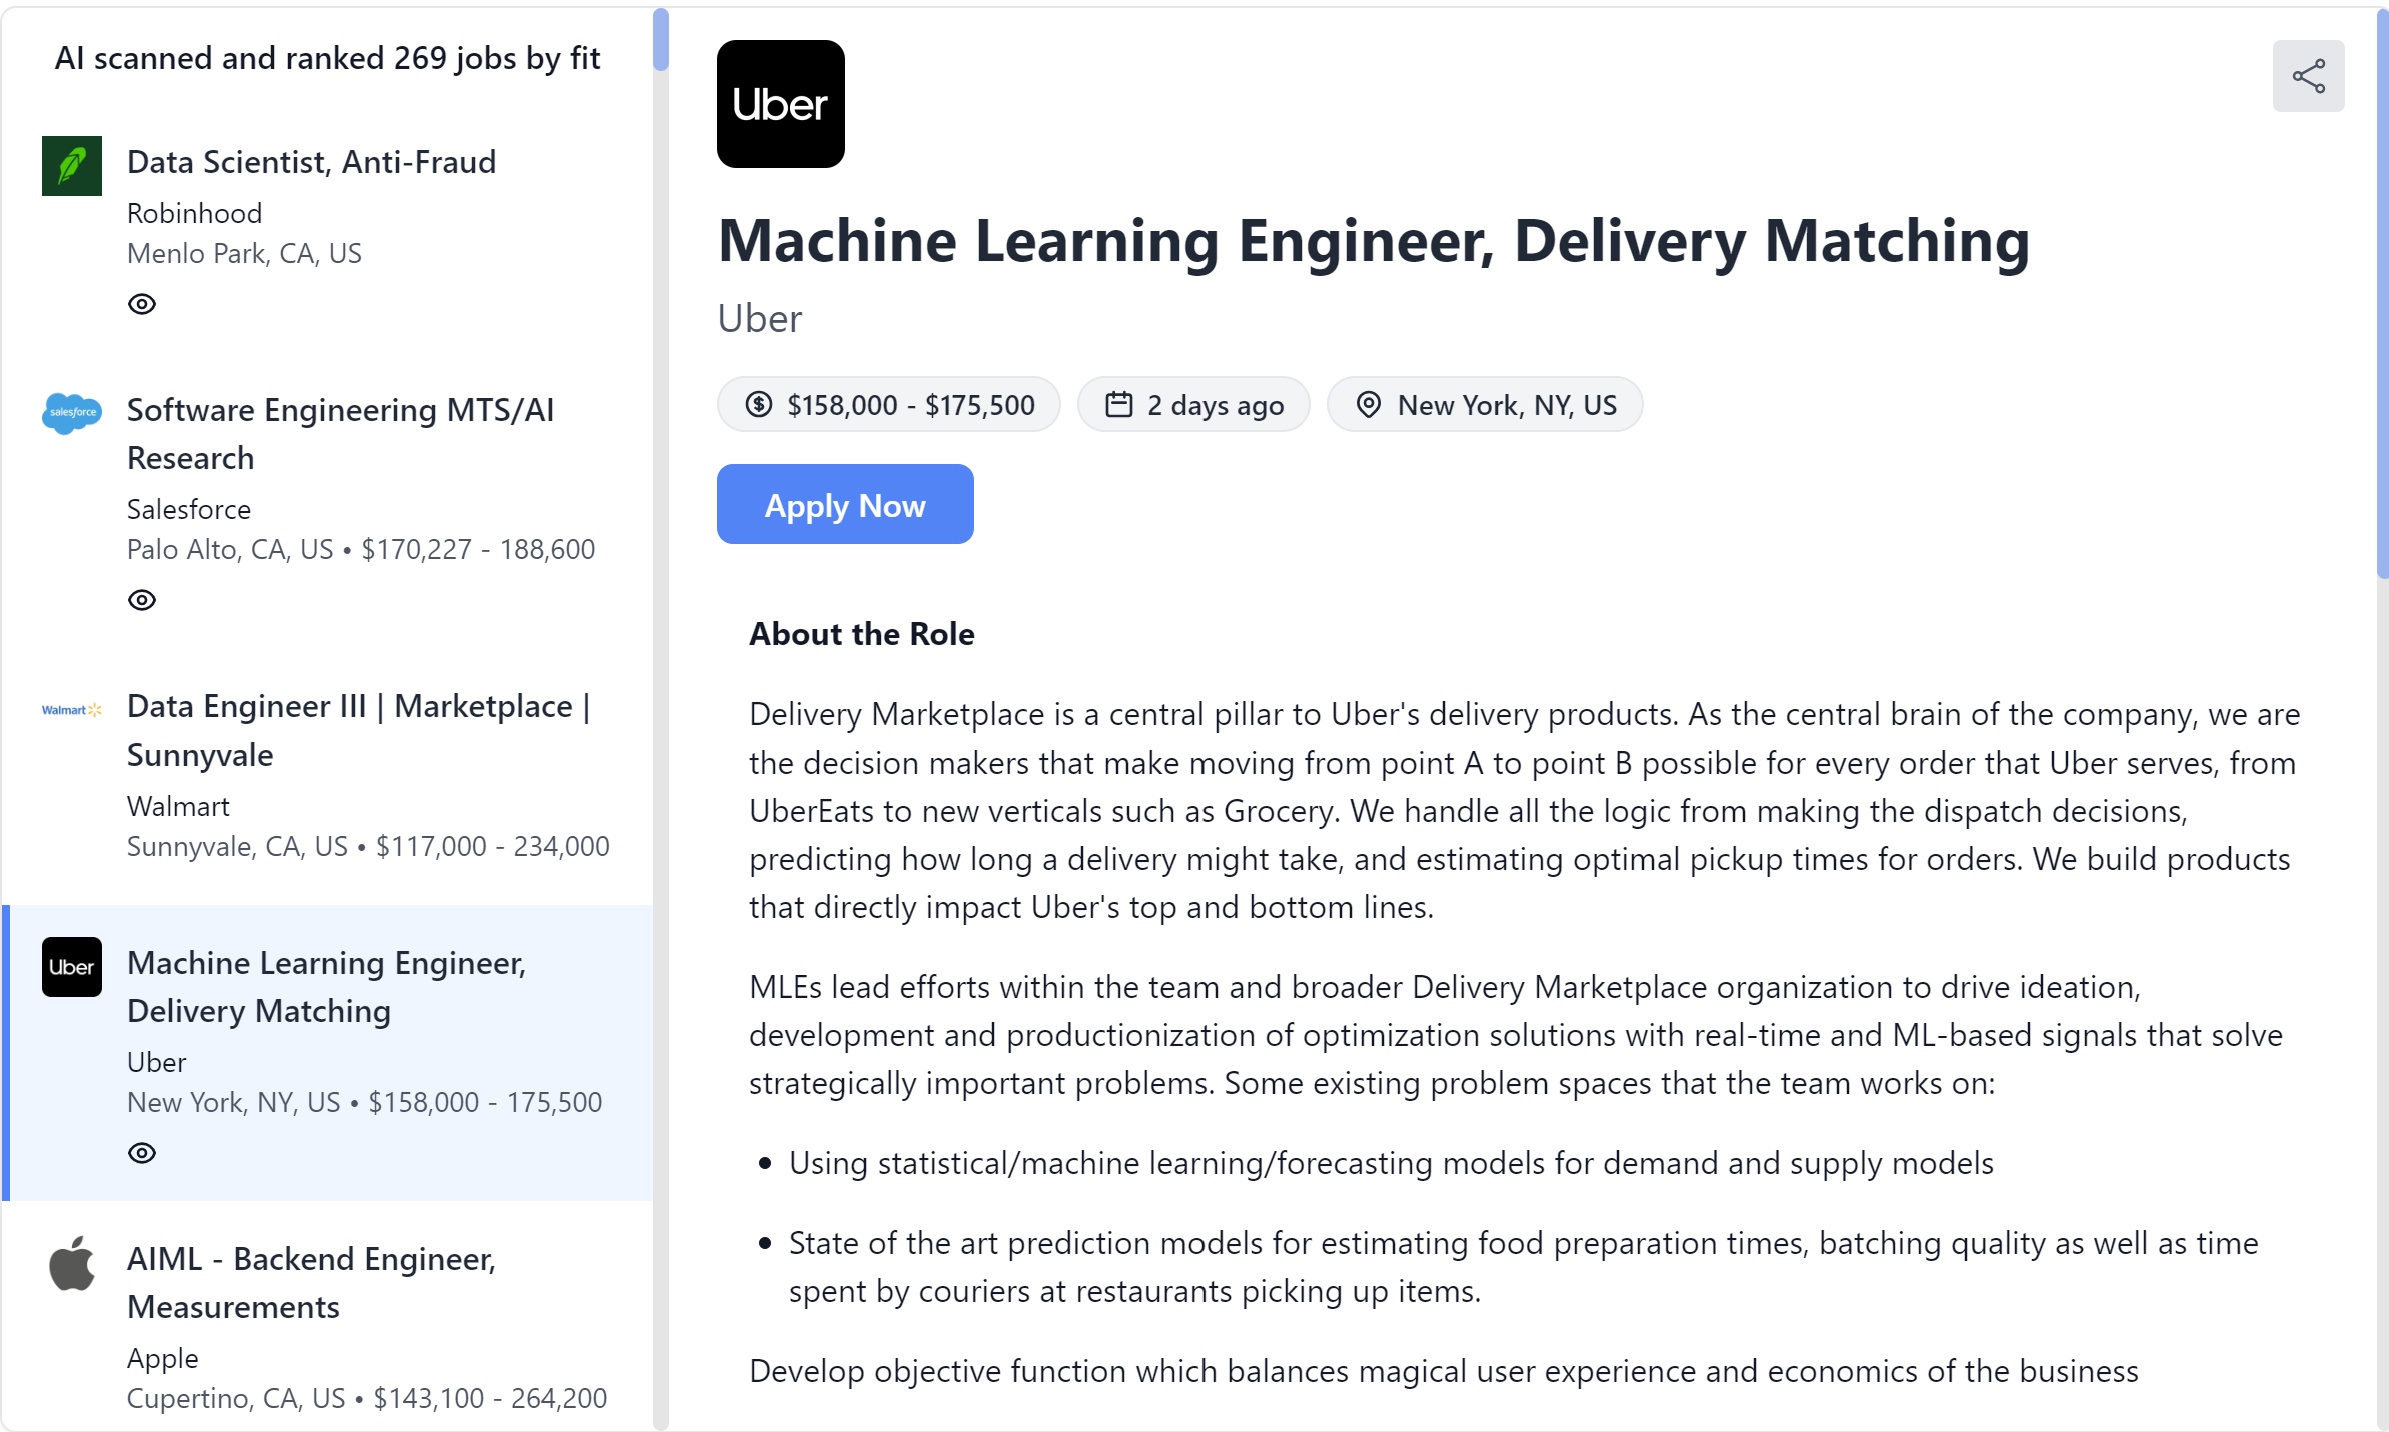 AI scanned and ranked 269 jobs by fit
Data Scientist, Anti-Fraud
Robinhood
Menlo Park, CA, US
salesforce
Software Engineering MTS/AI
Research
Salesforce
Palo Alto, CA, US • $170,227 - 188,600
Walmart
Data Engineer III | Marketplace |
Sunnyvale
Walmart
Sunnyvale, CA, US • $117,000 - 234,000
Uber
Machine Learning Engineer,
Delivery Matching
Uber
New York, NY, US • $158,000 - 175,500
AIML - Backend Engineer,
Measurements
Apple
Cupertino, CA, US • $143,100 - 264,200
Uber
Machine Learning Engineer, Delivery Matching
Uber
$158,000 - $175,500
2 days ago
New York, NY, US
Apply Now
About the Role
Delivery Marketplace is a central pillar to Uber's delivery products. As the central brain of the company, we are
the decision makers that make moving from point A to point B possible for every order that Uber serves, from
UberEats to new verticals such as Grocery. We handle all the logic from making the dispatch decisions,
predicting how long a delivery might take, and estimating optimal pickup times for orders. We build products
that directly impact Uber's top and bottom lines.
MLEs lead efforts within the team and broader Delivery Marketplace organization to drive ideation,
development and productionization of optimization solutions with real-time and ML-based signals that solve
strategically important problems. Some existing problem spaces that the team works on:
• Using statistical/machine learning/forecasting models for demand and supply models
• State of the art prediction models for estimating food preparation times, batching quality as well as time
spent by couriers at restaurants picking up items.
Develop objective function which balances magical user experience and economics of the business